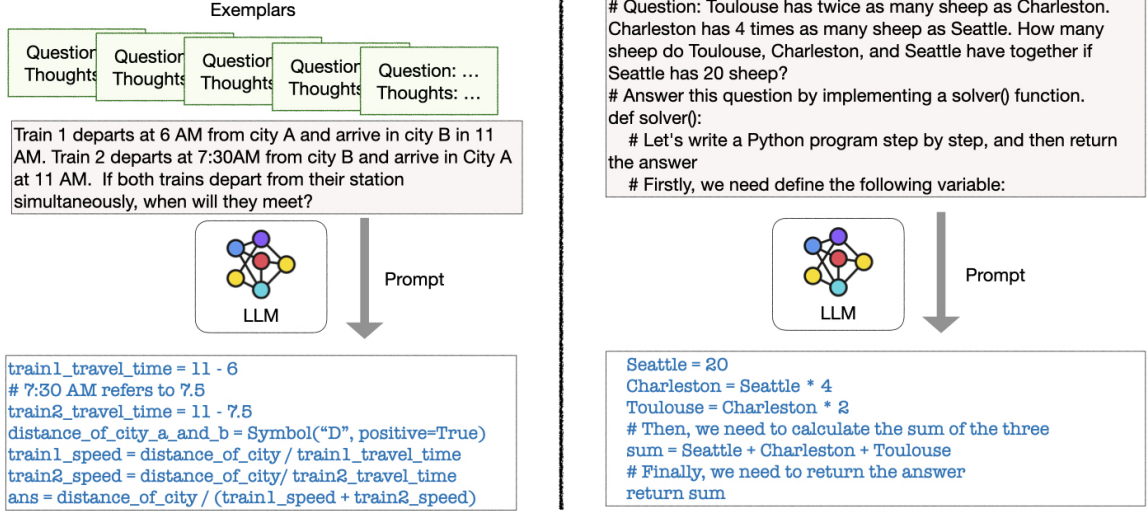 Exemplars
Question
Thoughts
Question
Thoughts
Question
Thoughts
Question
Thoughts
Question: ...
Thoughts: ...
Train 1 departs at 6 AM from city A and arrive in city B in 11
AM. Train 2 departs at 7:30AM from city B and arrive in City A
at 11 AM.  If both trains depart from their station
simultaneously, when will they meet?
LLM
Prompt
train1_travel_time = 11 - 6
# 7:30 AM refers to 7.5
train2_travel_time = 11 - 7.5
distance_of_city_a_and_b = Symbol(“D”, positive=True)
train1_speed = distance_of_city / train1_travel_time
train2_speed = distance_of_city/ train2_travel_time
ans = distance_of_city / (train1_speed + train2_speed)
# Question: Toulouse has twice as many sheep as Charleston.
Charleston has 4 times as many sheep as Seattle. How many
sheep do Toulouse, Charleston, and Seattle have together if
Seattle has 20 sheep?
# Answer this question by implementing a solver() function.
def solver():
# Let's write a Python program step by step, and then return
the answer
# Firstly, we need define the following variable:
LLM
Prompt
Seattle = 20
Charleston = Seattle * 4
Toulouse = Charleston * 2
# Then, we need to calculate the sum of the three
sum = Seattle + Charleston + Toulouse
# Finally, we need to return the answer
return sum